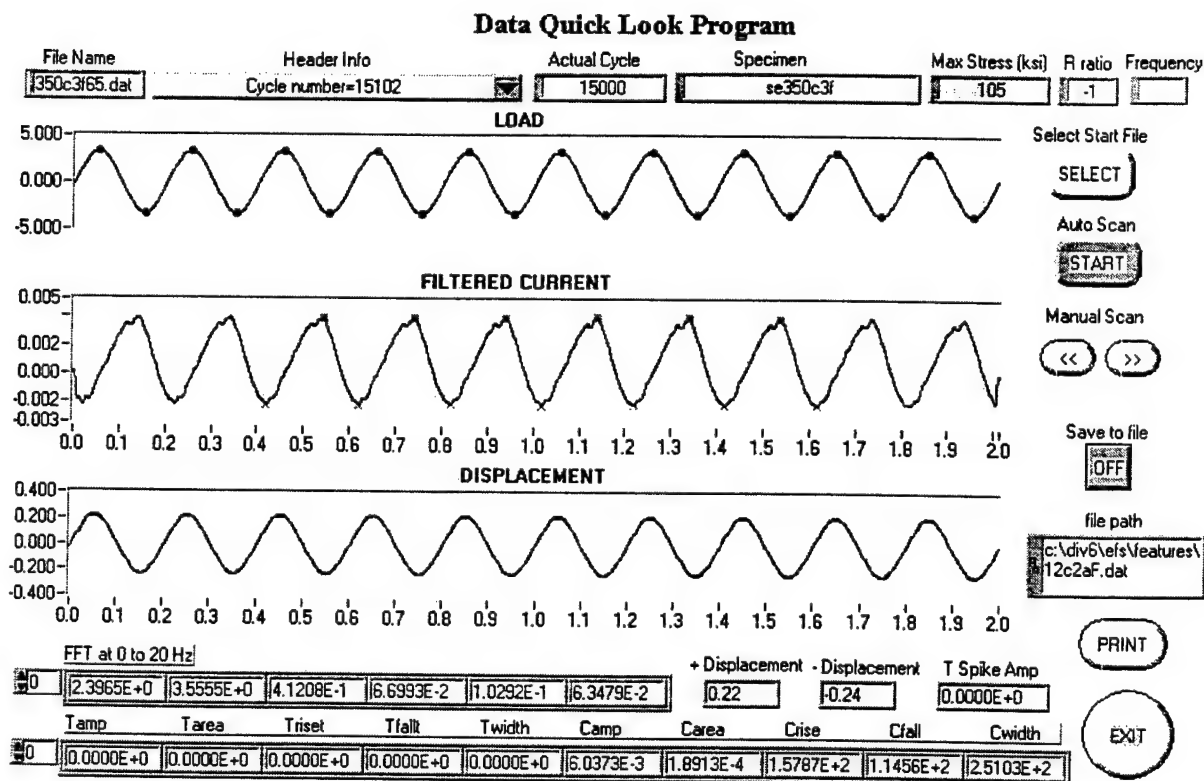 Data Quick Look Program
File Name Header Info Actual Cycle Specimen Max Stress (ksi) R ratio Frequency
350c3f65.dat Cycle number=15102 15000 se350c3f 105 -1
LOAD
5.000
0.000
-5.000
Select Start File
SELECT
Auto Scan
START
FILTERED CURRENT
0.005
0.002
0.000
-0.002
-0.003
0.0 0.1 0.2 0.3 0.4 0.5 0.6 0.7 0.8 0.9 1.0 1.1 1.2 1.3 1.4 1.5 1.6 1.7 1.8 1.9 2.0
Manual Scan
<< >>
Save to file
OFF
DISPLACEMENT
0.400
0.200
0.000
-0.200
-0.400
0.0 0.1 0.2 0.3 0.4 0.5 0.6 0.7 0.8 0.9 1.0 1.1 1.2 1.3 1.4 1.5 1.6 1.7 1.8 1.9 2.0
file path
c:\div6\efs\features\
12c2aF.dat
PRINT
FFT at 0 to 20 Hz + Displacement - Displacement T Spike Amp
0 2.3965E+0 3.5555E+0 4.1208E-1 6.6993E-2 1.0292E-1 6.3479E-2 0.22 -0.24 0.0000E+0
Tamp Tarea Triset Tfallt Twidth Camp Carea Crise Cfall Cwidth
0 0.0000E+0 0.0000E+0 0.0000E+0 0.0000E+0 0.0000E+0 6.0373E-3 1.8913E-4 1.5787E+2 1.1456E+2 2.5103E+2
EXIT